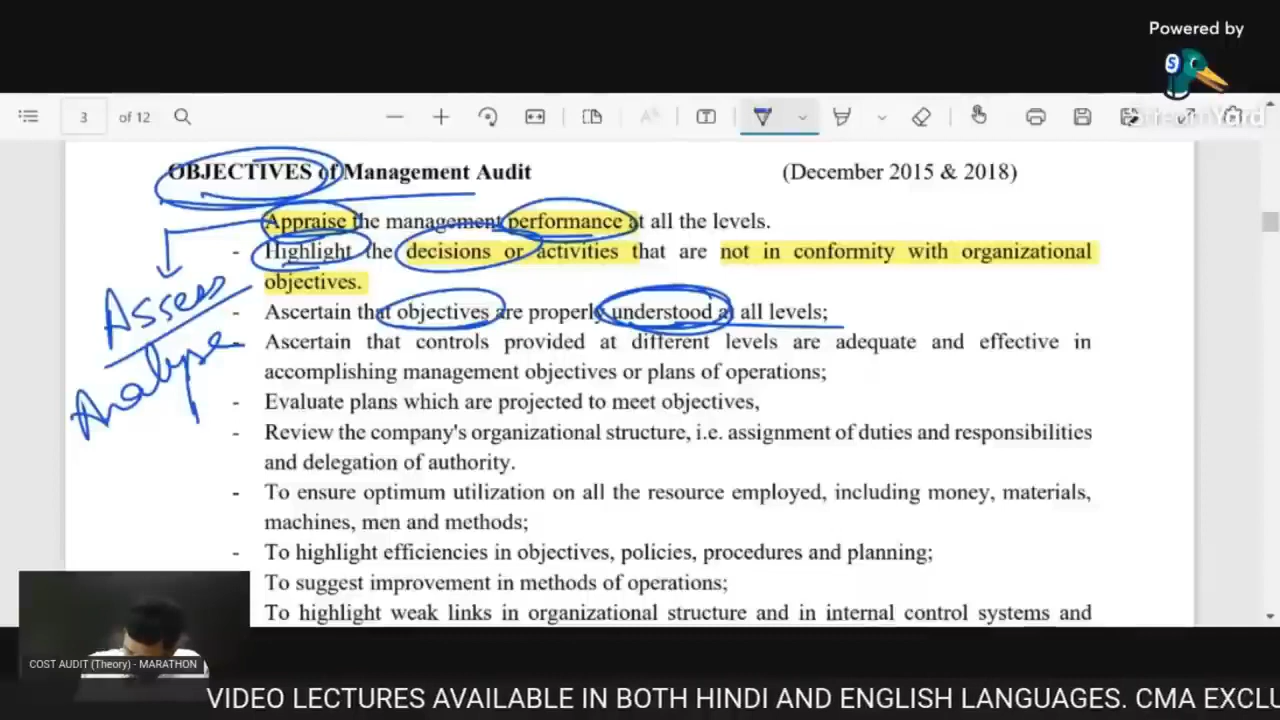 Powered by
S
StreamYard
3 of 12
OBJECTIVES of Management Audit (December 2015 & 2018)
Appraise the management performance at all the levels.
- Highlight the decisions or activities that are not in conformity with organizational
objectives.
- Ascertain that objectives are properly understood at all levels;
- Ascertain that controls provided at different levels are adequate and effective in
accomplishing management objectives or plans of operations;
- Evaluate plans which are projected to meet objectives,
- Review the company's organizational structure, i.e. assignment of duties and responsibilities
and delegation of authority.
- To ensure optimum utilization on all the resource employed, including money, materials,
machines, men and methods;
- To highlight efficiencies in objectives, policies, procedures and planning;
To suggest improvement in methods of operations;
To highlight weak links in organizational structure and in internal control systems and
Assess
Analyse
COST AUDIT (Theory) - MARATHON
VIDEO LECTURES AVAILABLE IN BOTH HINDI AND ENGLISH LANGUAGES. CMA EXCLU